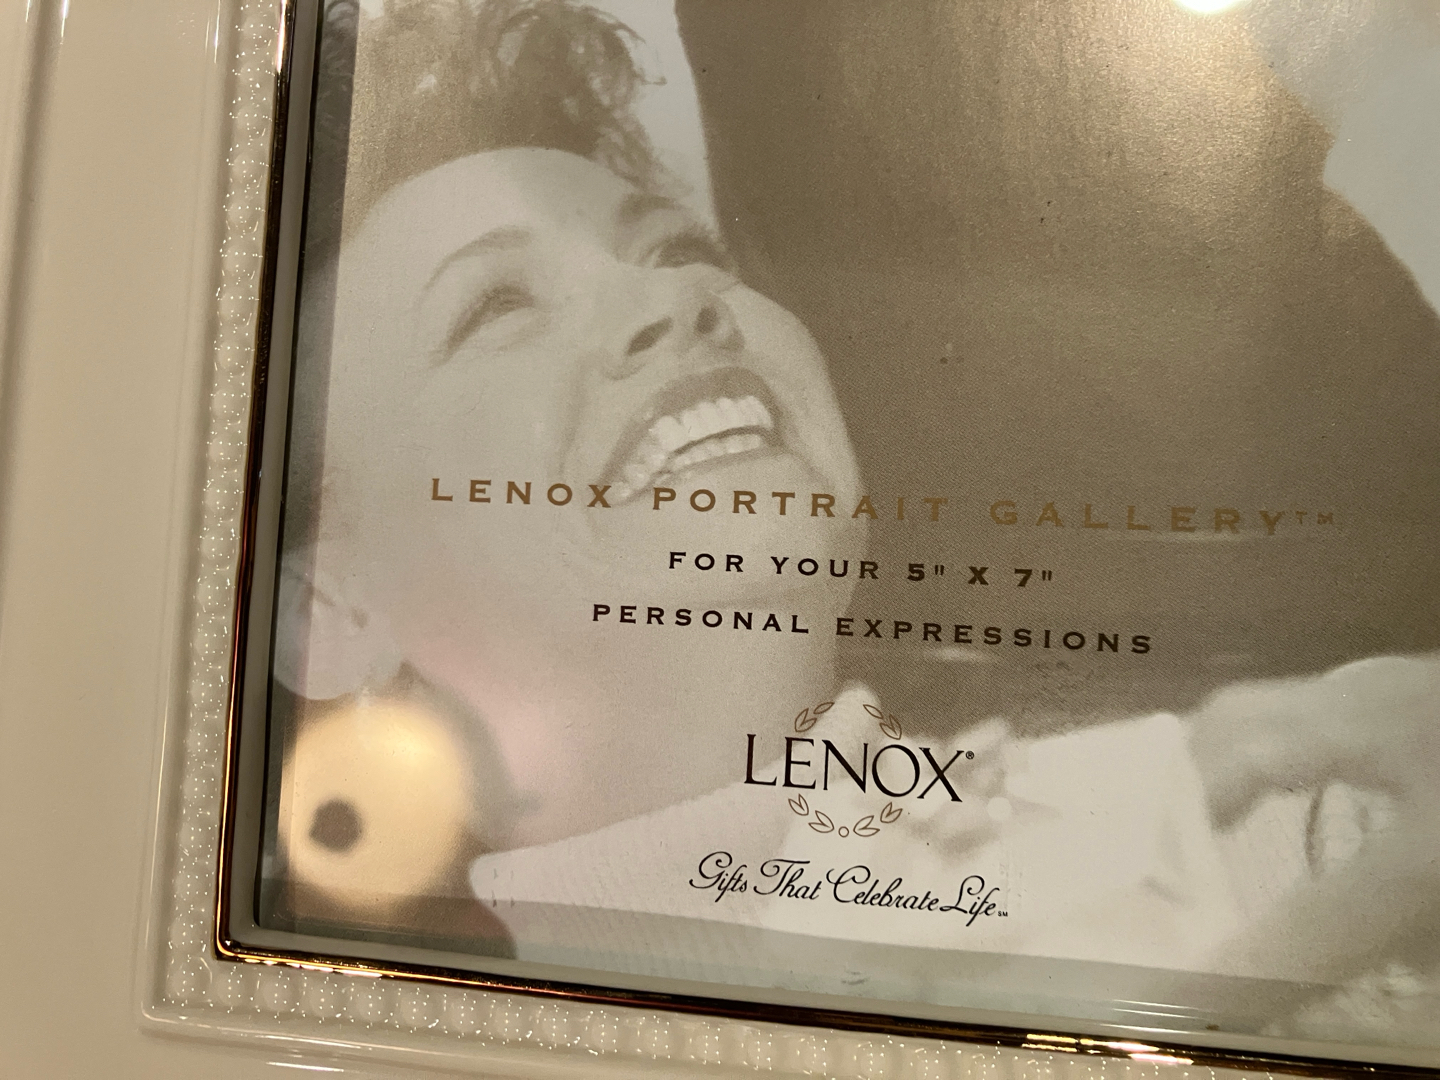 LENOX PORTRAIT GALLERY™
FOR YOUR 5" X 7"
PERSONAL EXPRESSIONS
LENOX®
Gifts That Celebrate Life℠